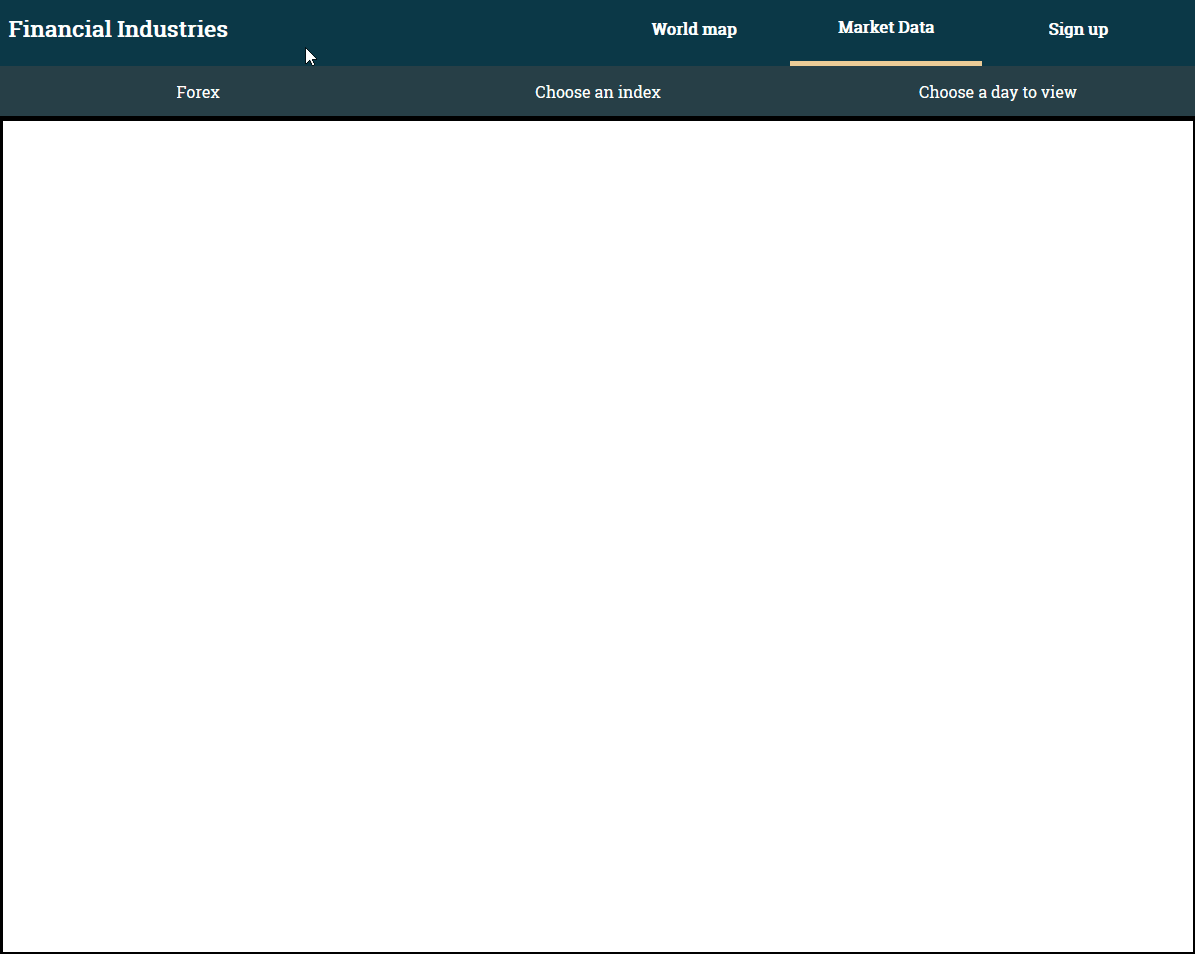 Financial Industries World map Market Data Sign up
Forex Choose an index Choose a day to view